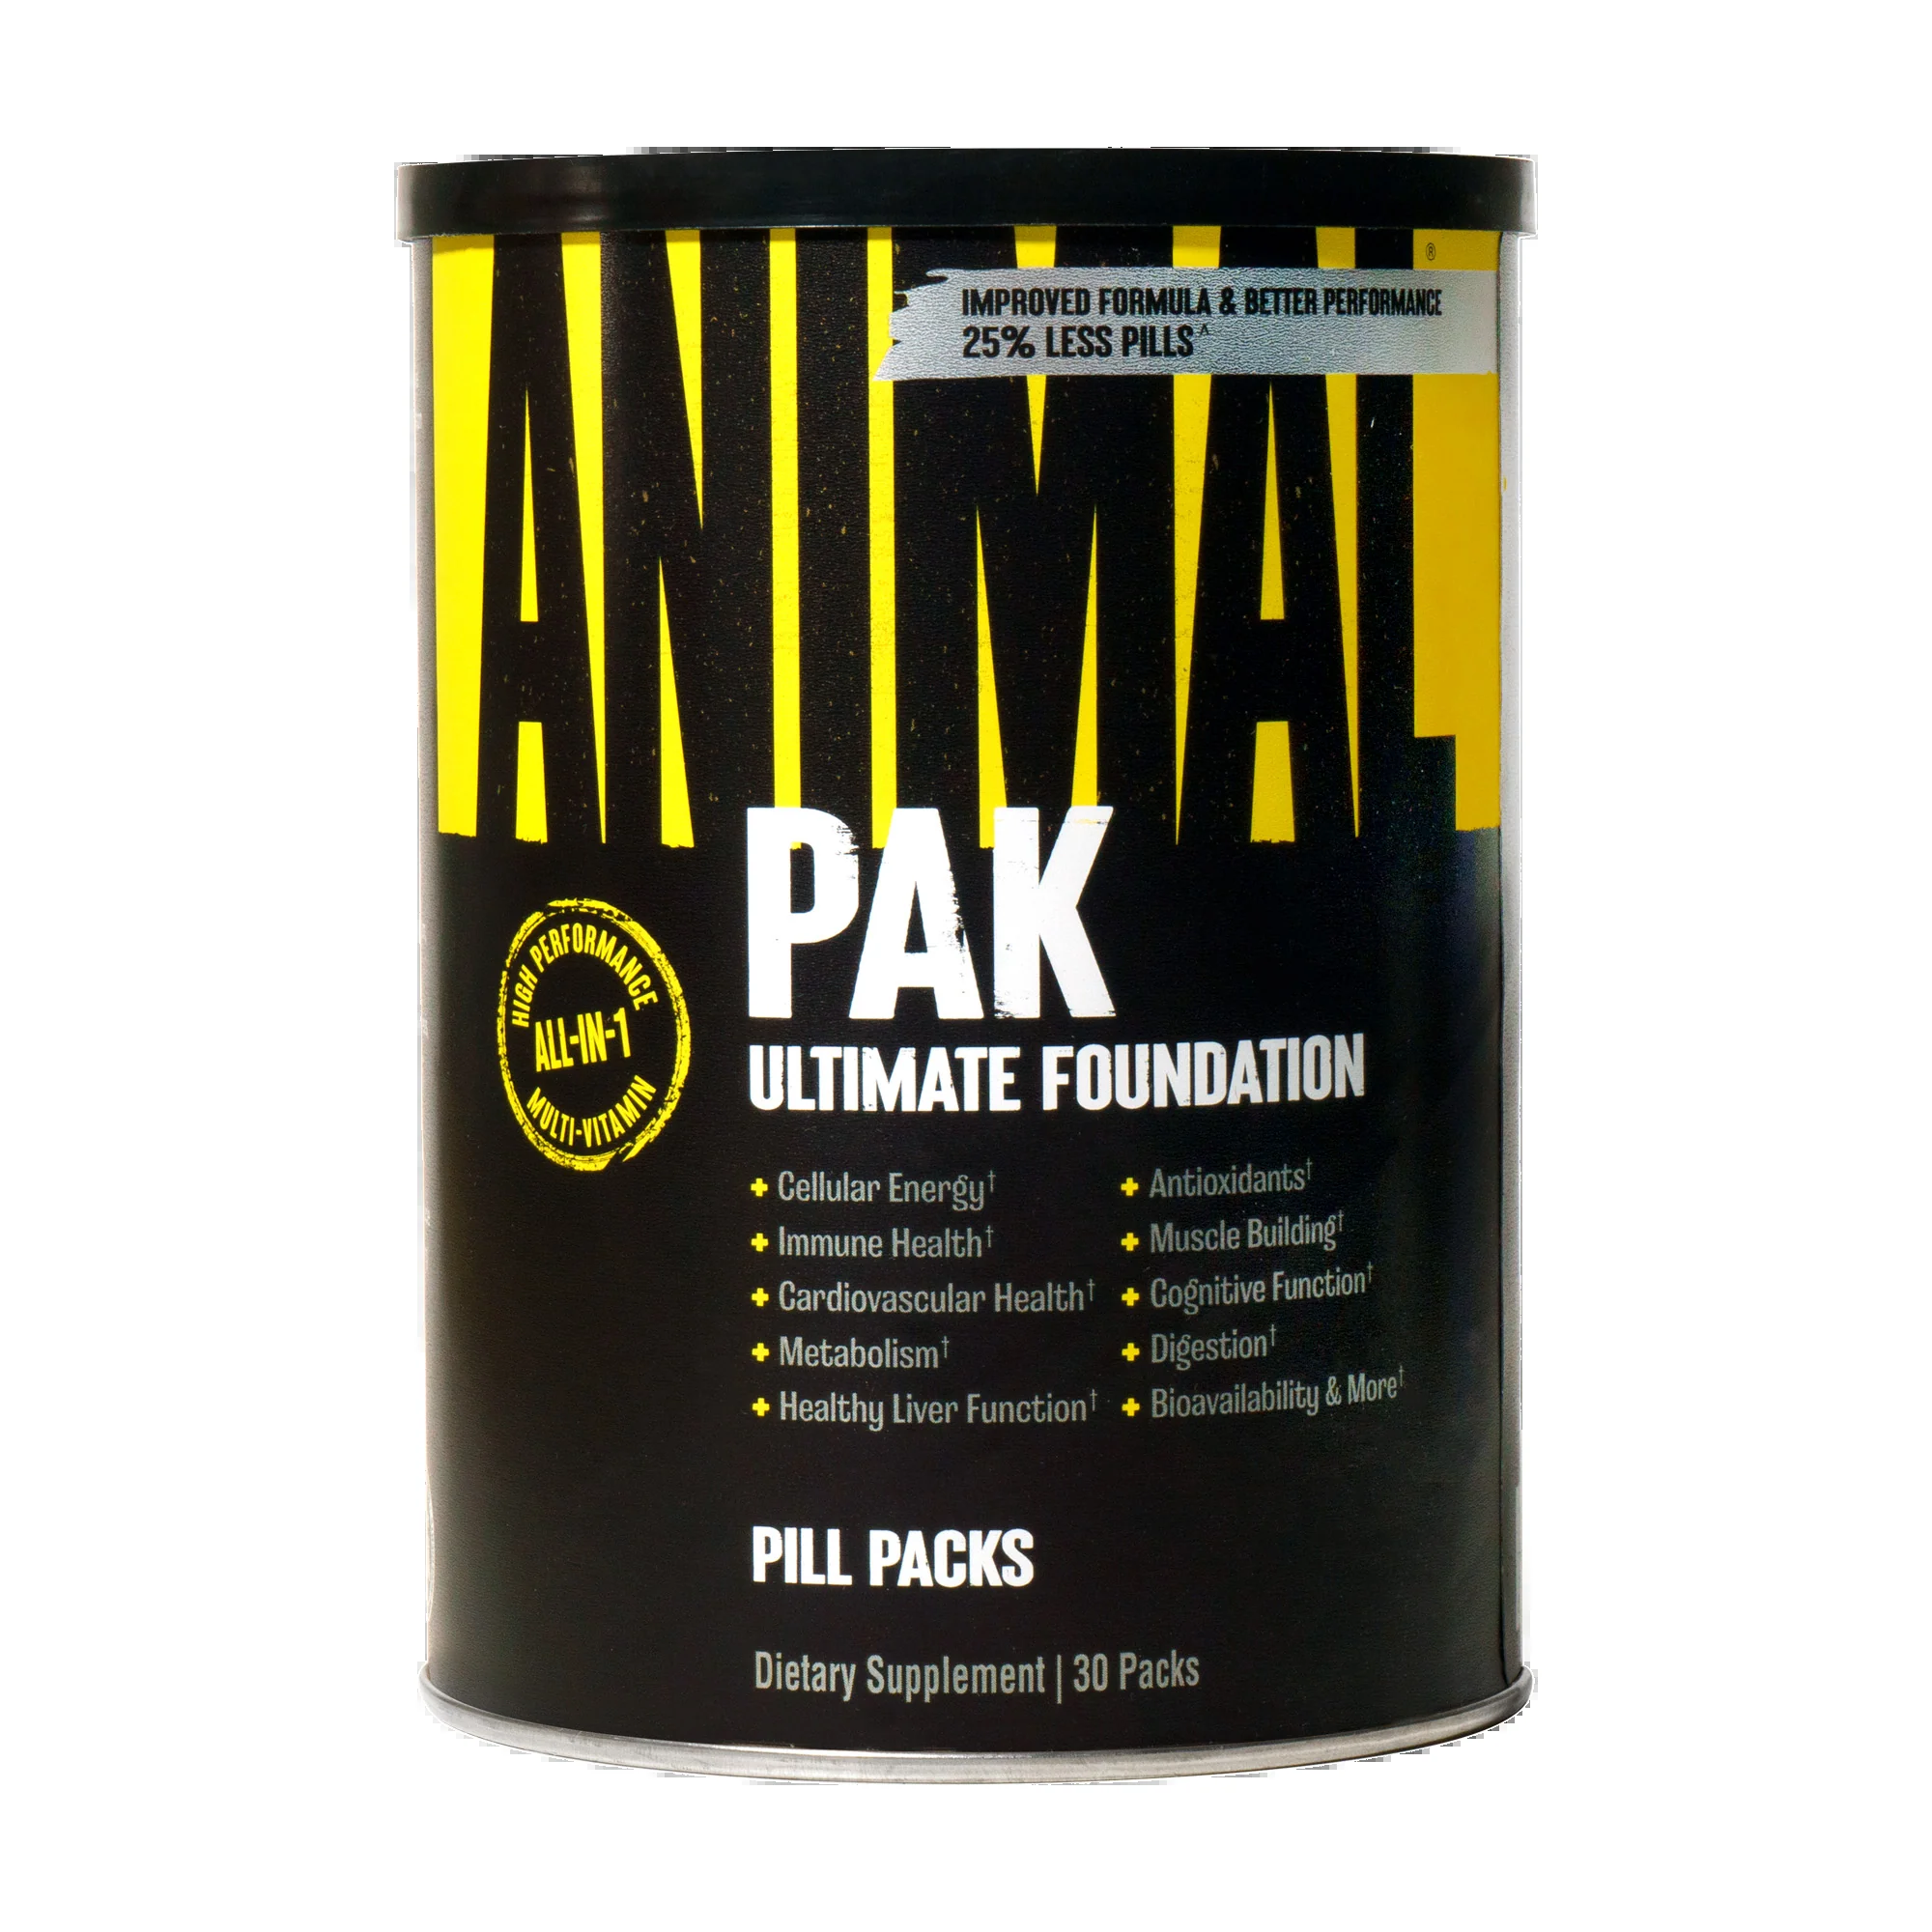 ANIMAL®
IMPROVED FORMULA & BETTER PERFORMANCE
25% LESS PILLS^
PAK
ULTIMATE FOUNDATION
HIGH PERFORMANCE
ALL-IN-1
MULTI-VITAMIN
+ Cellular Energy†
+ Immune Health†
+ Cardiovascular Health†
+ Metabolism†
+ Healthy Liver Function†
+ Antioxidants†
+ Muscle Building†
+ Cognitive Function†
+ Digestion†
+ Bioavailability & More†
PILL PACKS
Dietary Supplement | 30 Packs